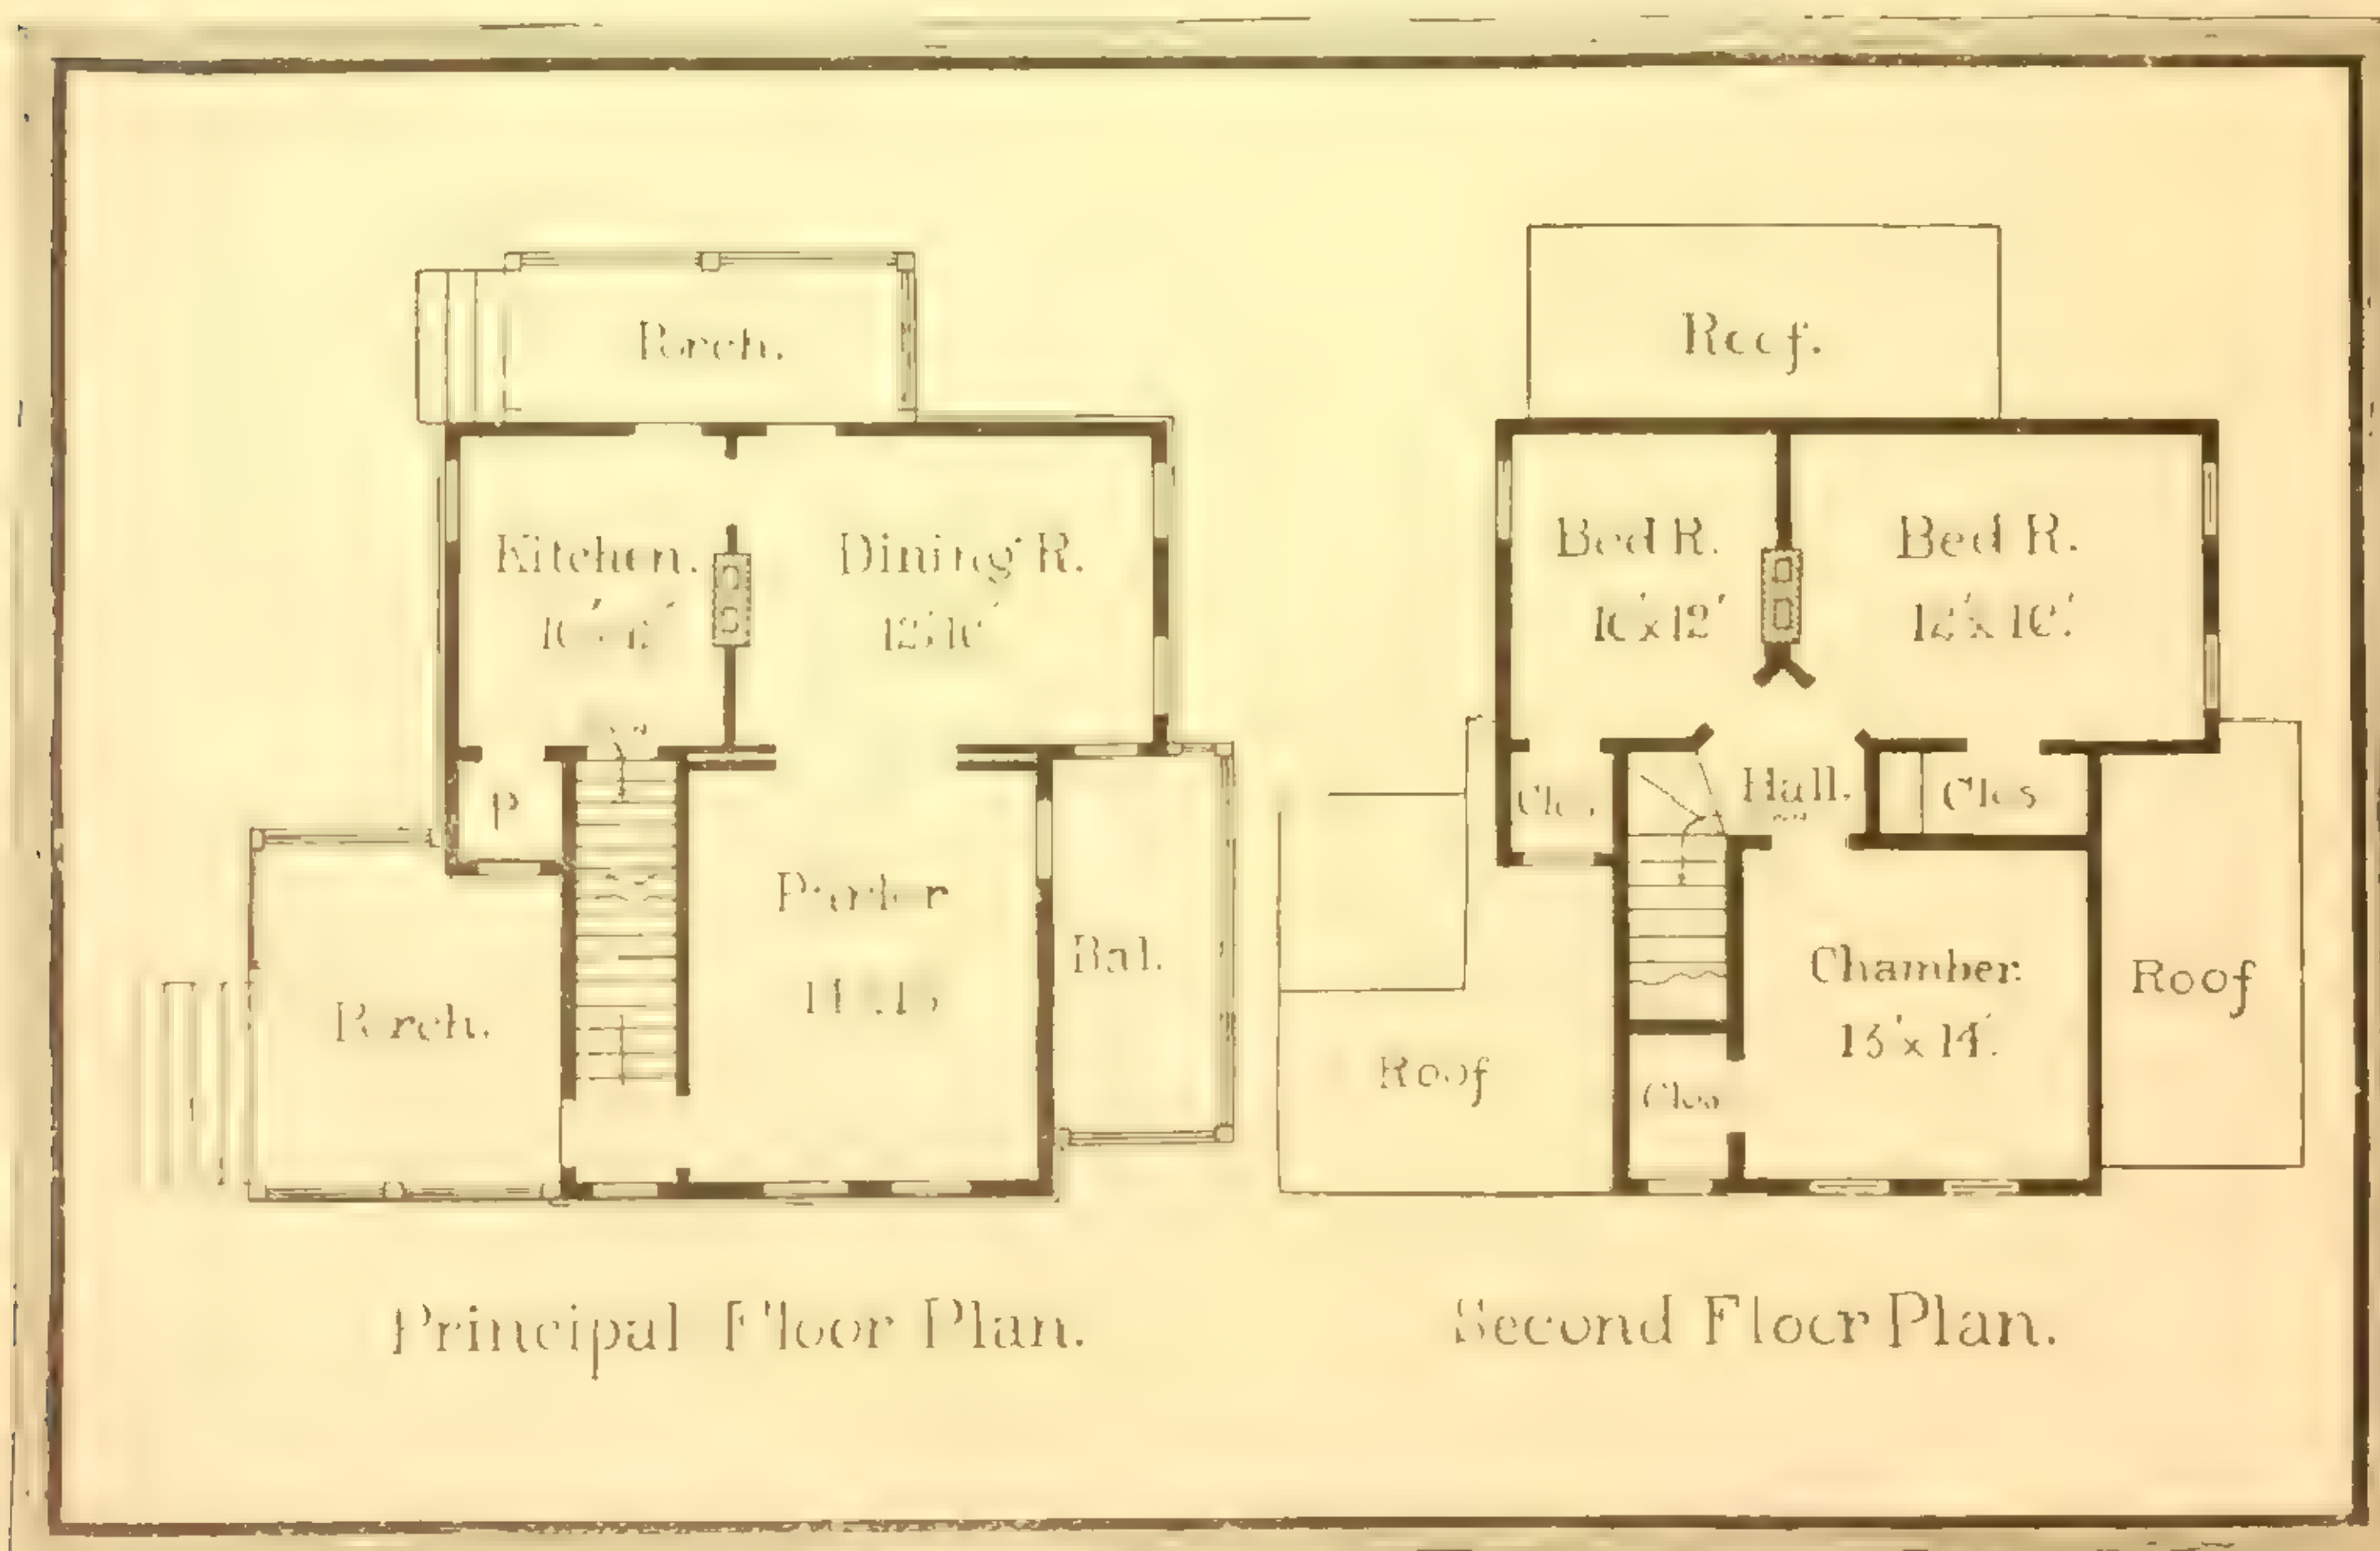 Porch.
Kitchen.
Dining R.
P
Parlor
Bal.
Porch.
Principal Floor Plan.
Roof.
Bed R.
10'x12'
Bed R.
12'x16'.
Clos.
Hall.
Clos
Chamber.
13'x14'.
Roof
Roof
Clos
Second Floor Plan.